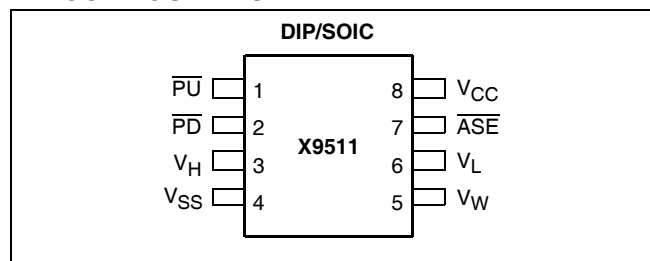 DIP/SOIC
PU 1 8 VCC
PD 2 7 ASE
X9511
VH 3 6 VL
VSS 4 5 VW